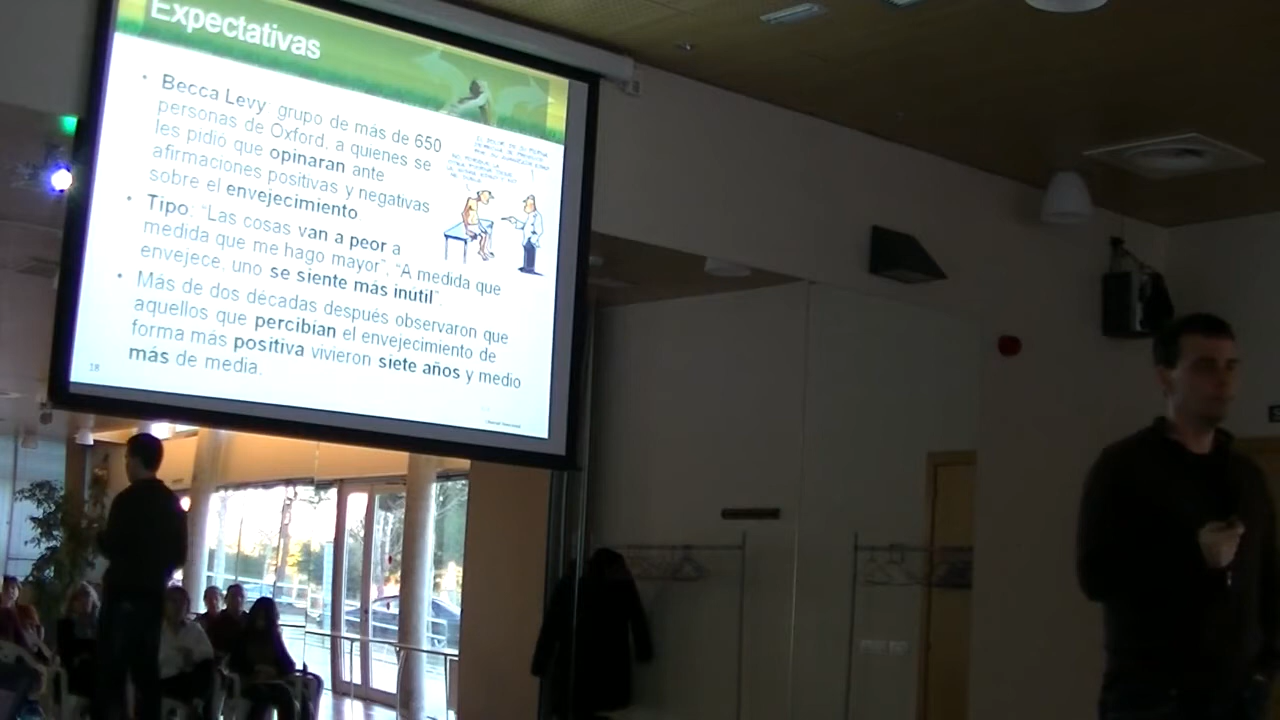 Expectativas
• Becca Levy grupo de más de 650
personas de Oxford, a quienes se
les pidió que opinaran ante
afirmaciones positivas y negativas
sobre el envejecimiento
• Tipo: “Las cosas van a peor a
medida que me hago mayor”, “A medida que
envejece, uno se siente más inútil”.
• Más de dos décadas después observaron que
aquellos que percibían el envejecimiento de
forma más positiva vivieron siete años y medio
más de media.
18